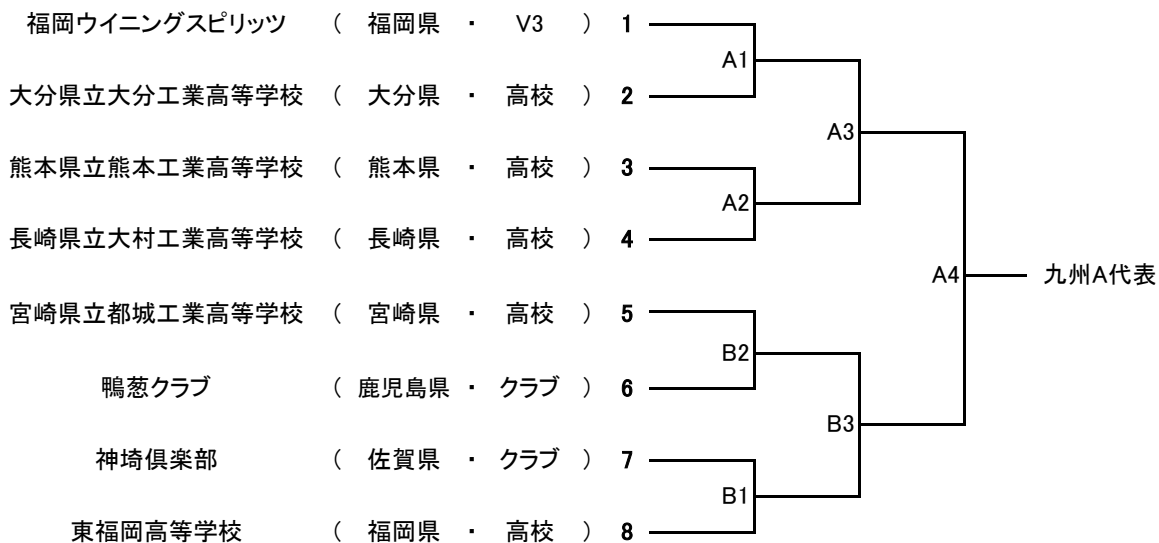 福岡ウイニングスピリッツ ( 福岡県 ・ V3 ) 1
A1
大分県立大分工業高等学校 ( 大分県 ・ 高校 ) 2
A3
熊本県立熊本工業高等学校 ( 熊本県 ・ 高校 ) 3
A2
長崎県立大村工業高等学校 ( 長崎県 ・ 高校 ) 4
A4 九州A代表
宮崎県立都城工業高等学校 ( 宮崎県 ・ 高校 ) 5
B2
鴨葱クラブ ( 鹿児島県 ・ クラブ ) 6
B3
神埼倶楽部 ( 佐賀県 ・ クラブ ) 7
B1
東福岡高等学校 ( 福岡県 ・ 高校 ) 8